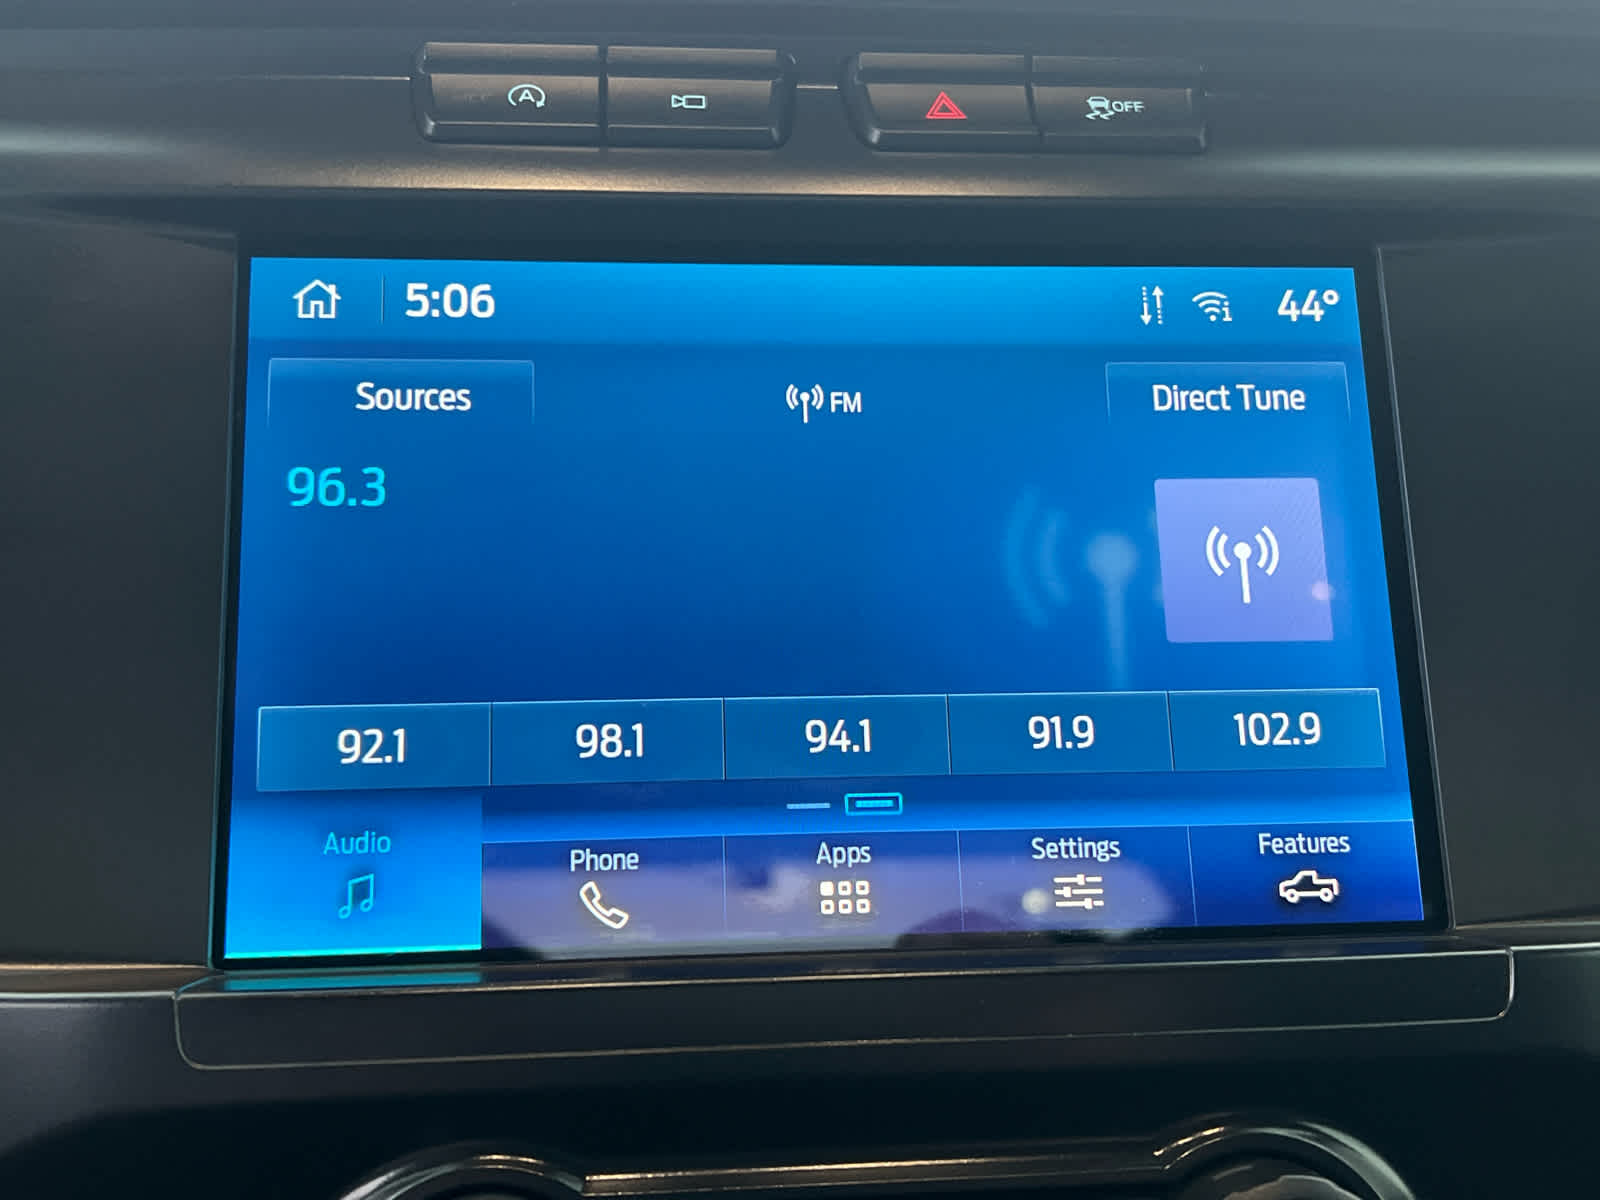 A
OFF
5:06
44°
Sources
FM
Direct Tune
96.3
92.1
98.1
94.1
91.9
102.9
Audio
Phone
Apps
Settings
Features